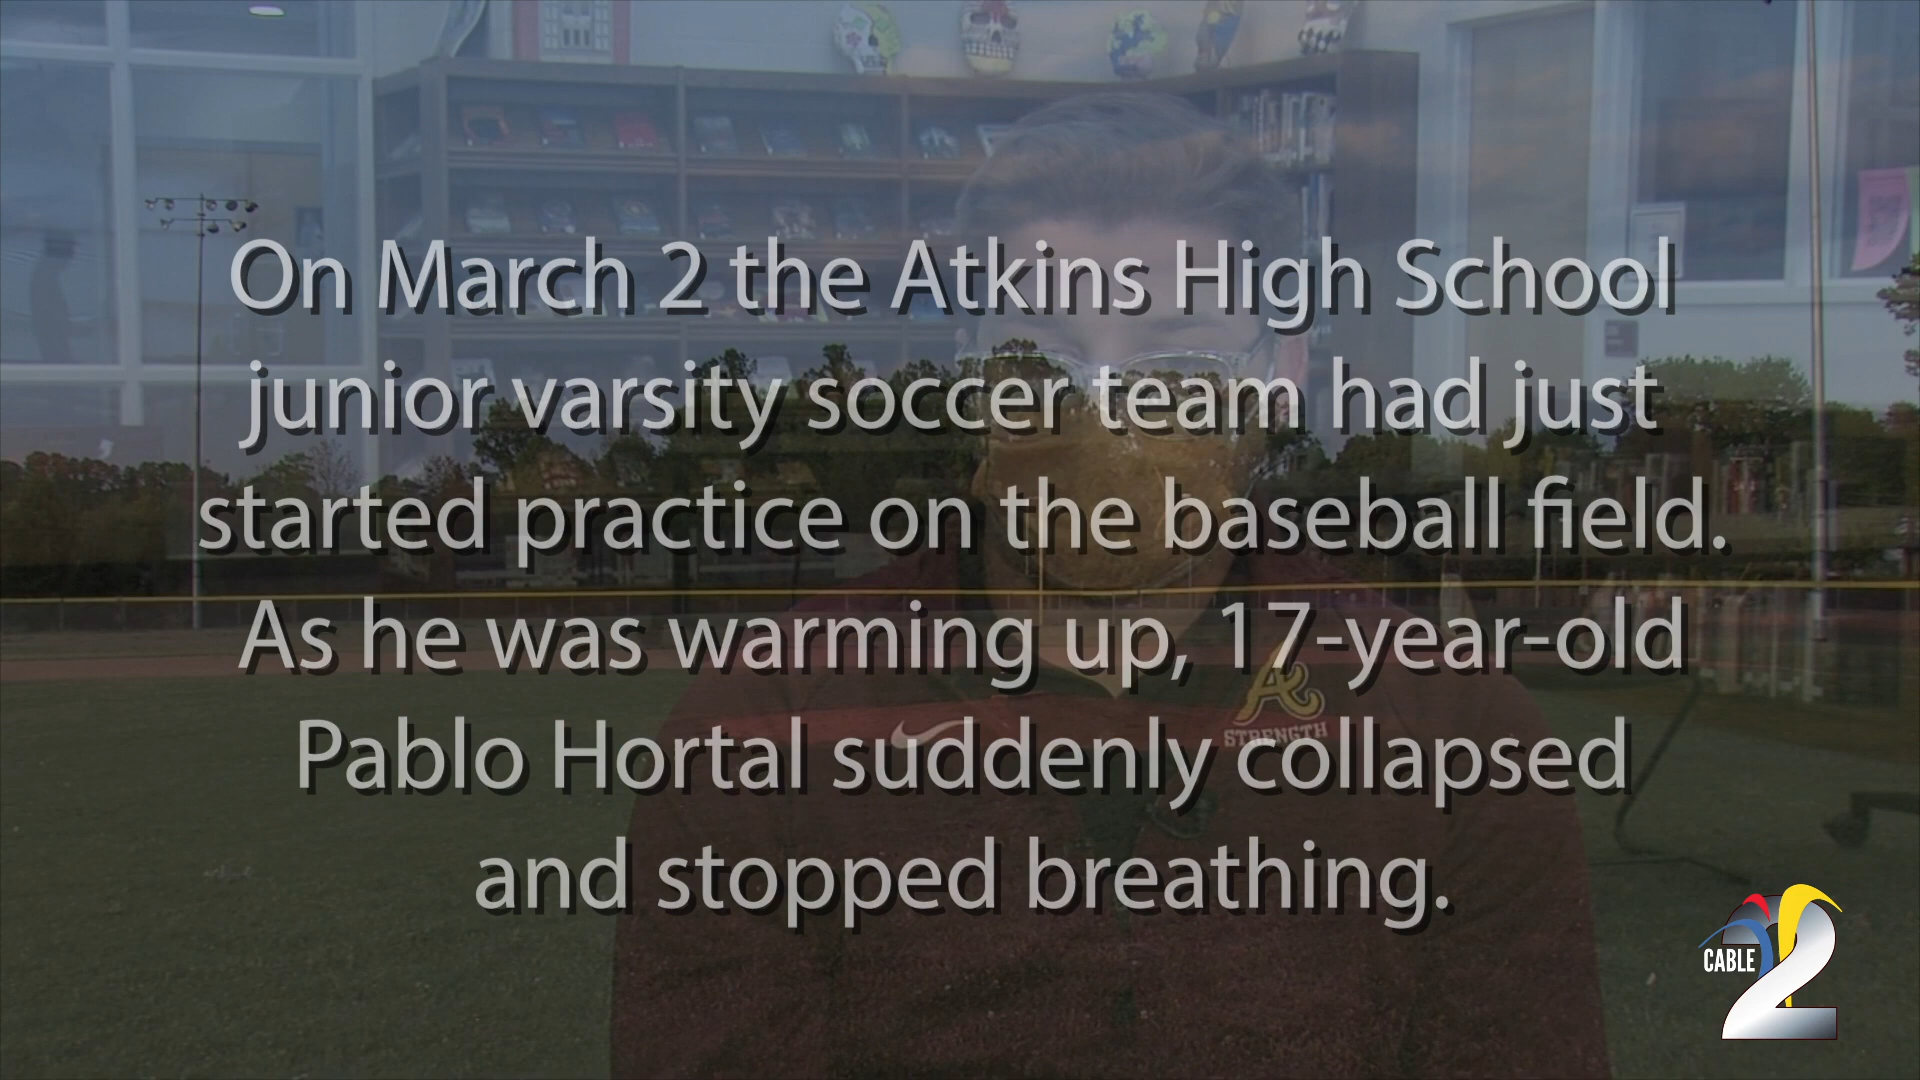 On March 2 the Atkins High School
junior varsity soccer team had just
started practice on the baseball field.
As he was warming up, 17-year-old
Pablo Hortal suddenly collapsed
and stopped breathing.
A
STRENGTH
CABLE
2